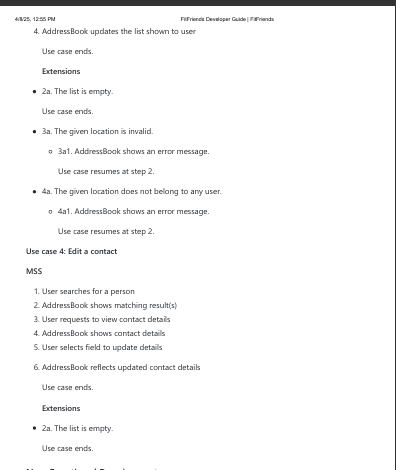 4/8/25, 12:55 PM FitFriends Developer Guide | FitFriends
4. AddressBook updates the list shown to user
Use case ends.
Extensions
• 2a. The list is empty.
Use case ends.
• 3a. The given location is invalid.
◦ 3a1. AddressBook shows an error message.
Use case resumes at step 2.
• 4a. The given location does not belong to any user.
◦ 4a1. AddressBook shows an error message.
Use case resumes at step 2.
Use case 4: Edit a contact
MSS
1. User searches for a person
2. AddressBook shows matching result(s)
3. User requests to view contact details
4. AddressBook shows contact details
5. User selects field to update details
6. AddressBook reflects updated contact details
Use case ends.
Extensions
• 2a. The list is empty.
Use case ends.